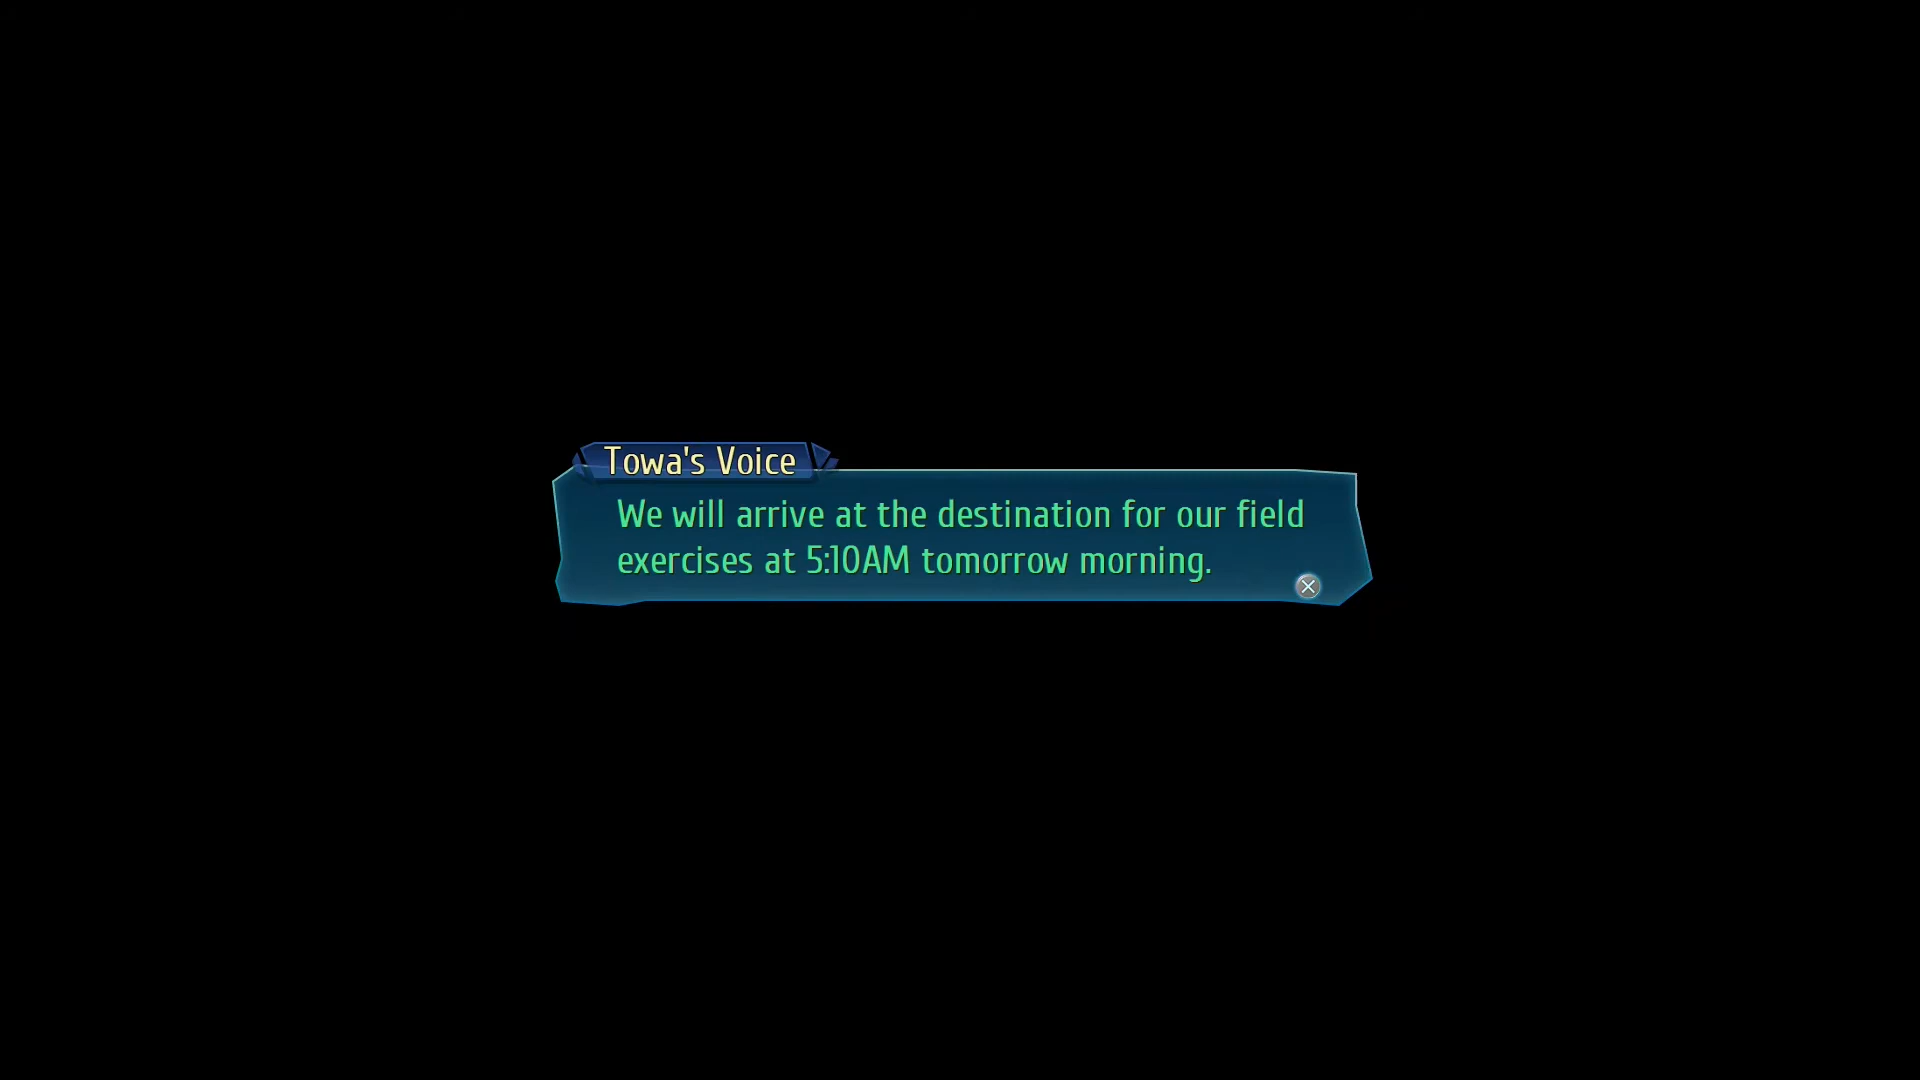 Towa's Voice
We will arrive at the destination for our field
exercises at 5:10AM tomorrow morning.